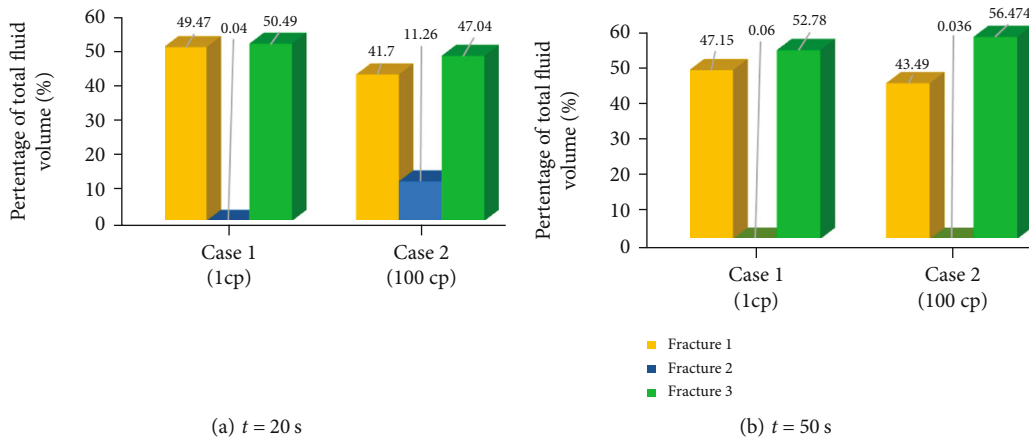 Pertentage of total fluid
volume (%)
60
50
40
30
20
10
0
49.47
0.04
50.49
41.7
11.26
47.04
Case 1
(1cp)
Case 2
(100 cp)
(a) t = 20 s
Pertentage of total fluid
volume (%)
60
50
40
30
20
10
0
47.15
0.06
52.78
43.49
0.036
56.474
Case 1
(1cp)
Case 2
(100 cp)
Fracture 1
Fracture 2
Fracture 3
(b) t = 50 s